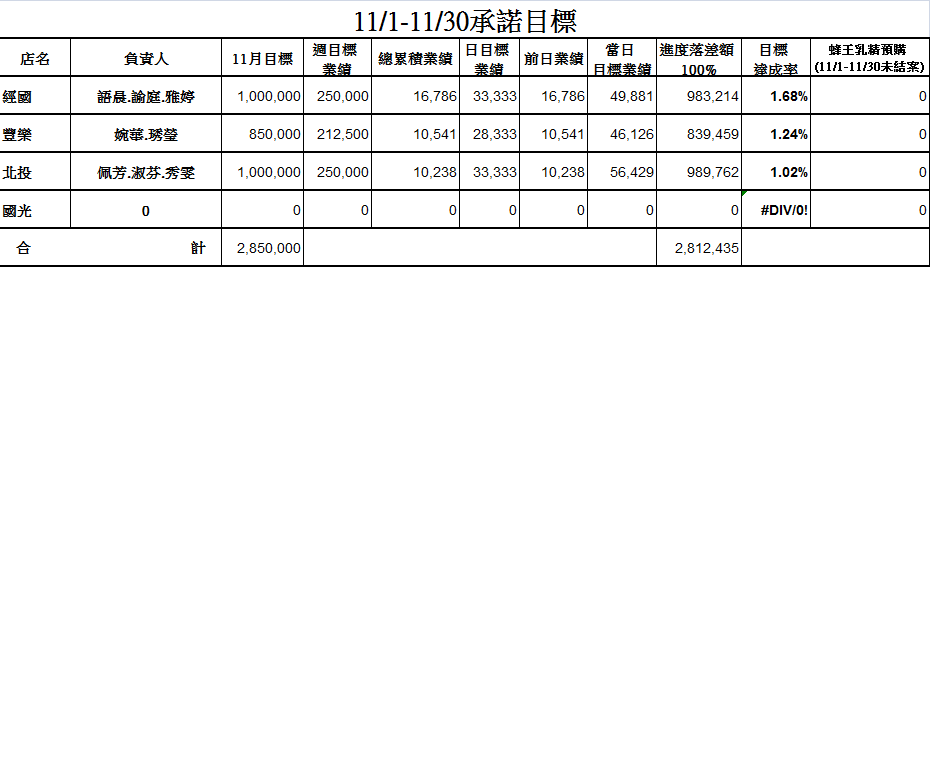 11/1-11/30承諾目標
店名 負責人 11月目標 週目標業績 總累積業績 日目標業績 前日業績 當日目標業績 進度落差額100% 目標達成率 蜂王乳精預購(11/1-11/30未結案)
經國 語晨.諭庭.雅婷 1,000,000 250,000 16,786 33,333 16,786 49,881 983,214 1.68% 0
豐樂 婉華.琇瑩 850,000 212,500 10,541 28,333 10,541 46,126 839,459 1.24% 0
北投 佩芳.淑芬.秀雯 1,000,000 250,000 10,238 33,333 10,238 56,429 989,762 1.02% 0
國光 0 0 0 0 0 0 0 0 #DIV/0! 0
合計 2,850,000 2,812,435